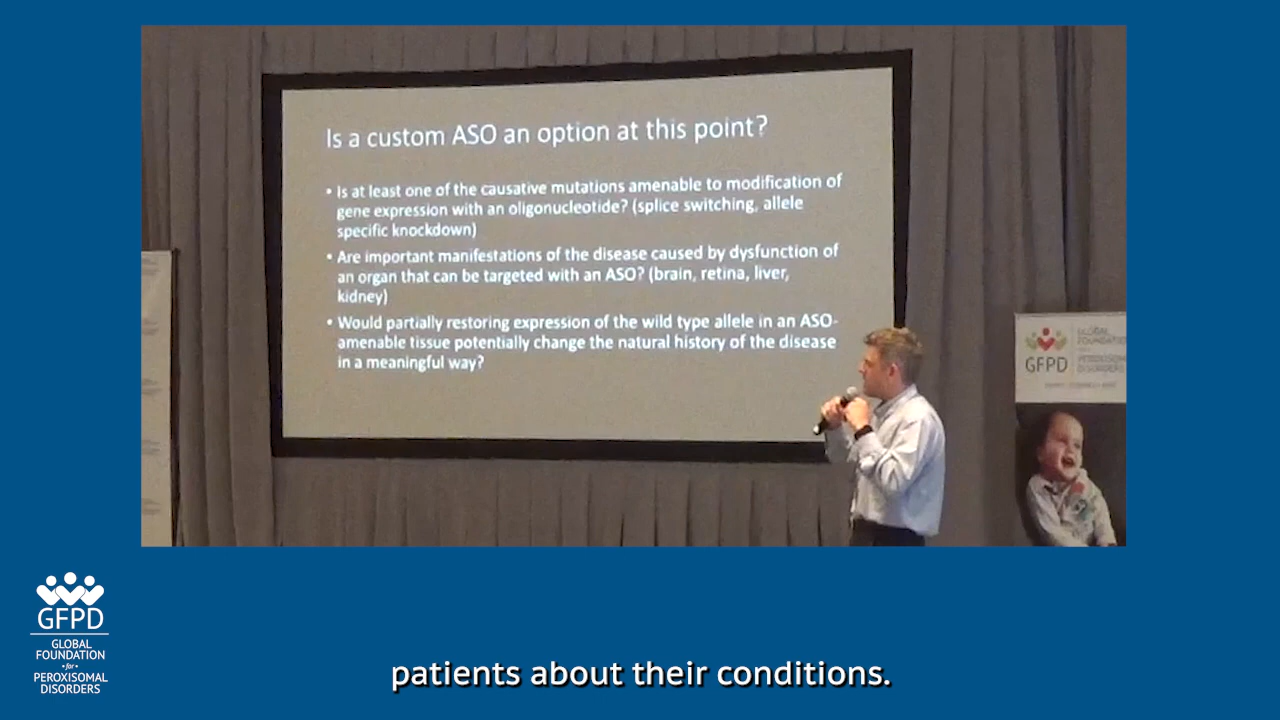 Is a custom ASO an option at this point?
• Is at least one of the causative mutations amenable to modification of
gene expression with an oligonucleotide? (splice switching, allele
specific knockdown)
• Are important manifestations of the disease caused by dysfunction of
an organ that can be targeted with an ASO? (brain, retina, liver,
kidney)
• Would partially restoring expression of the wild type allele in an ASO-
amenable tissue potentially change the natural history of the disease
in a meaningful way?
GFPD
GLOBAL
FOUNDATION
PEROXISOMAL
DISORDERS
GFPD
GLOBAL
FOUNDATION
•for•
PEROXISOMAL
DISORDERS
patients about their conditions.